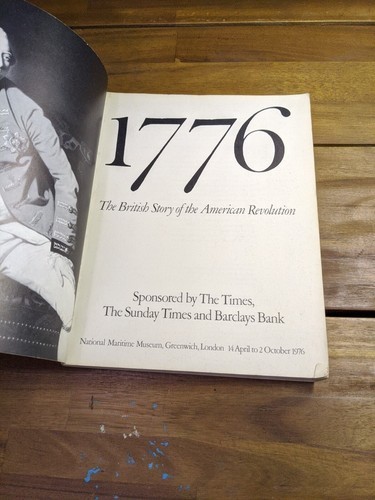 1776
The British Story of the American Revolution
Sponsored by The Times,
The Sunday Times and Barclays Bank
National Maritime Museum, Greenwich, London 14 April to 2 October 1976